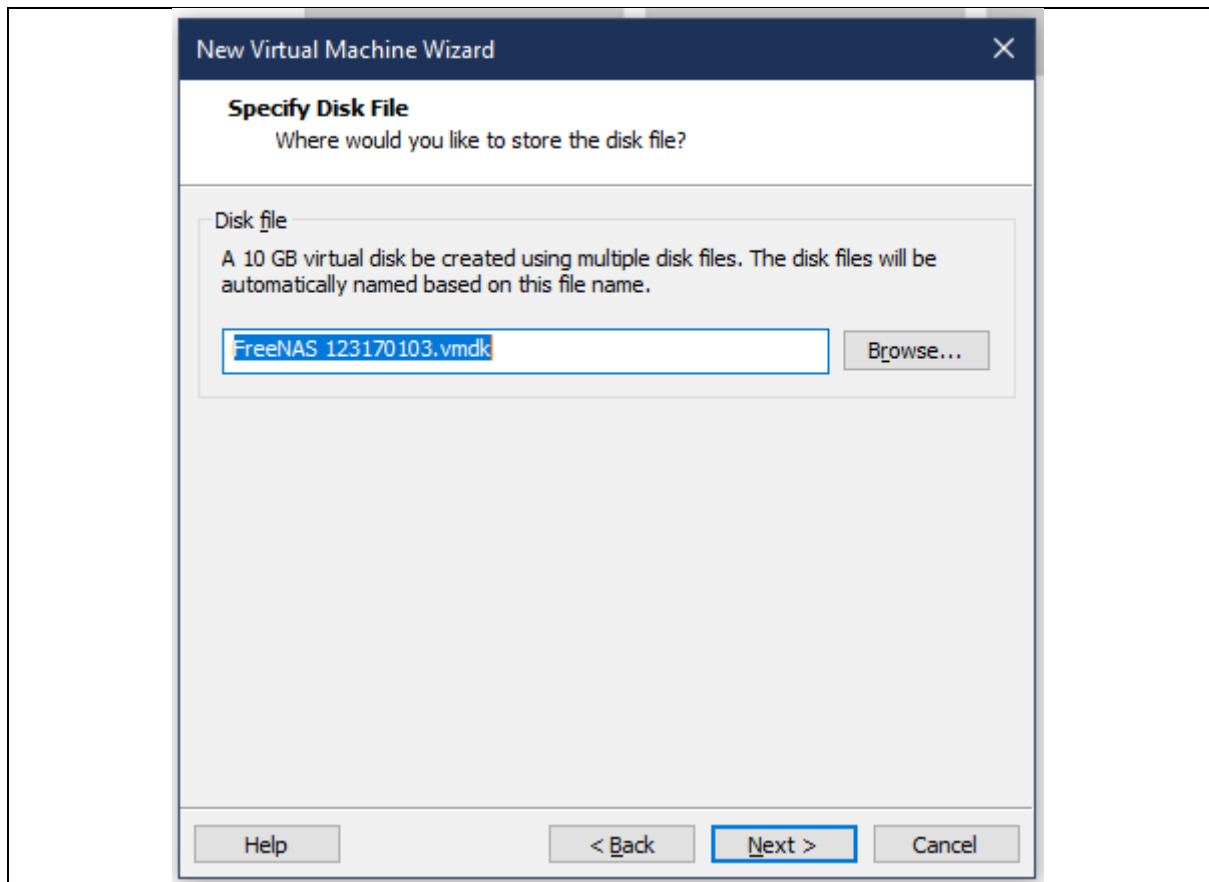 New Virtual Machine Wizard
Specify Disk File
Where would you like to store the disk file?
Disk file
A 10 GB virtual disk be created using multiple disk files. The disk files will be
automatically named based on this file name.
FreeNAS 123170103.vmdk
Browse...
Help
< Back
Next >
Cancel